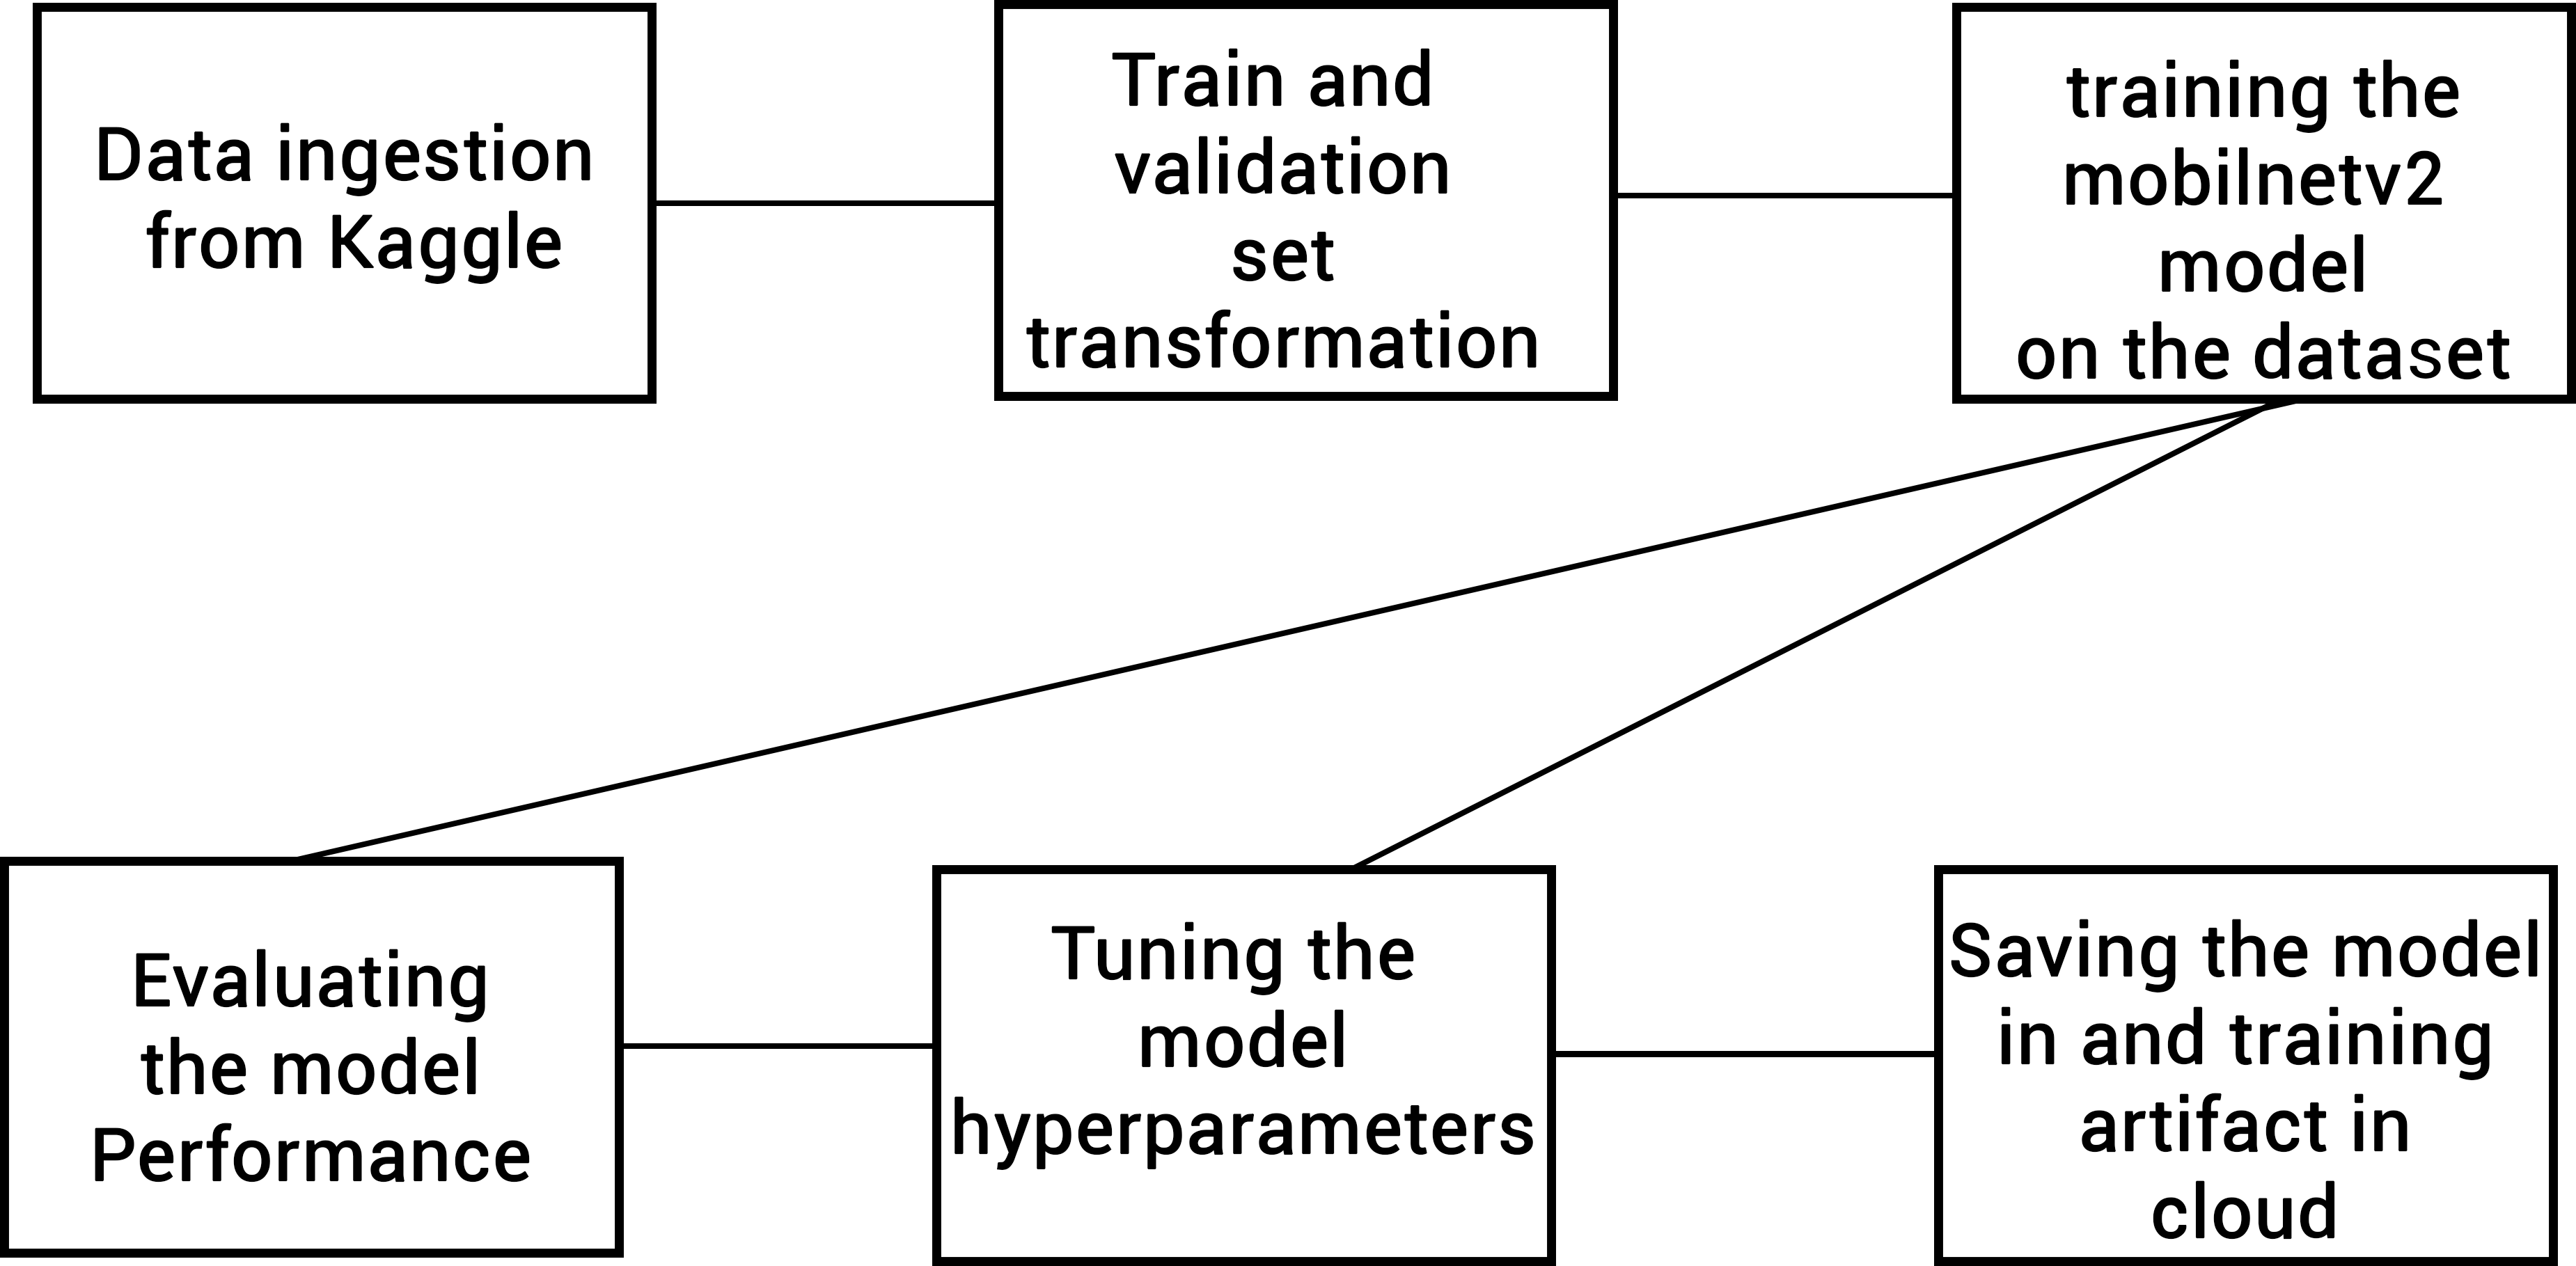 Data ingestion
from Kaggle
Train and
validation
set
transformation
training the
mobilnetv2
model
on the dataset
Evaluating
the model
Performance
Tuning the
model
hyperparameters
Saving the model
in and training
artifact in
cloud